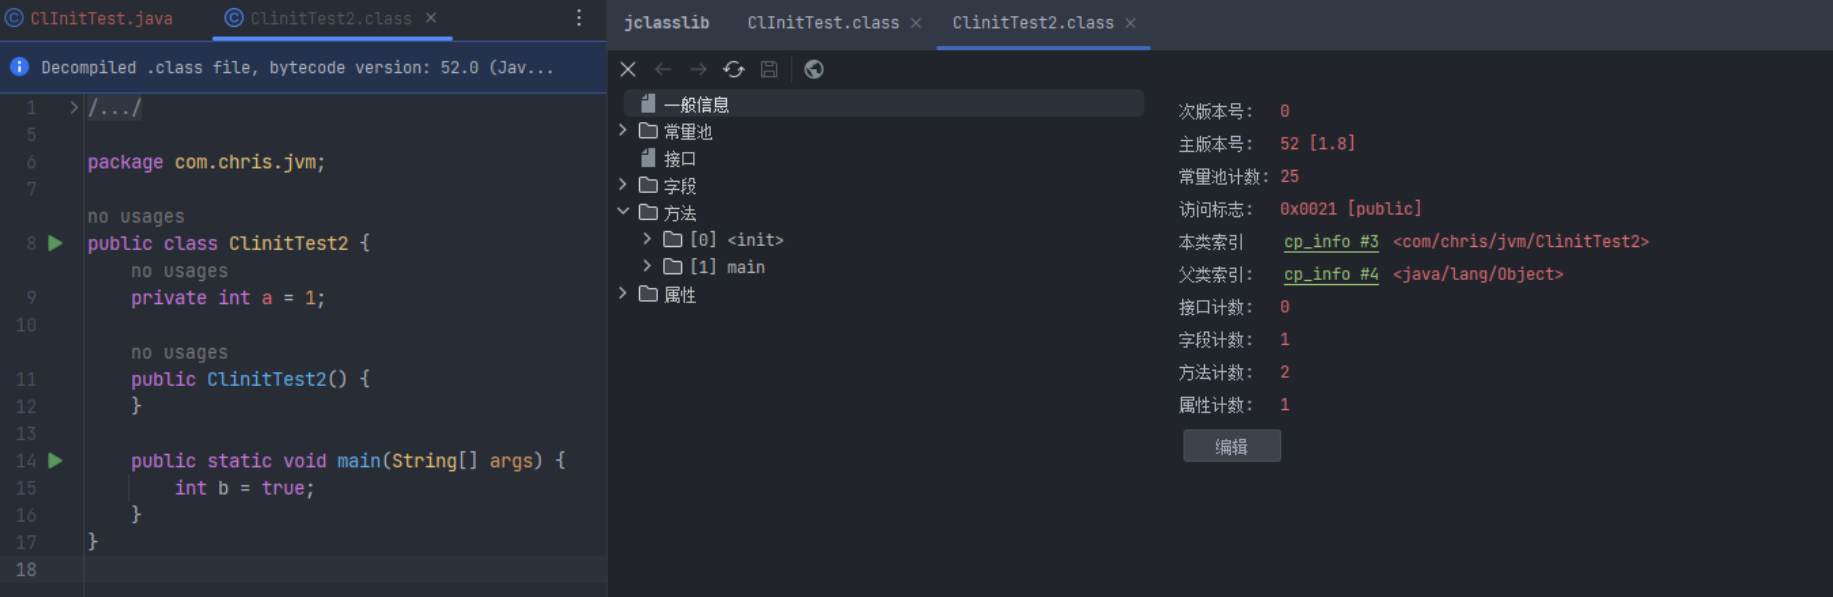 ClInitTest.java
ClinitTest2.class
Decompiled .class file, bytecode version: 52.0 (Jav...
1 /.../
5
6 package com.chris.jvm;
7
no usages
8 public class ClinitTest2 {
no usages
9 private int a = 1;
10
no usages
11 public ClinitTest2() {
12 }
13
14 public static void main(String[] args) {
15 int b = true;
16 }
17 }
18
jclasslib
ClInitTest.class
ClinitTest2.class
一般信息
常量池
接口
字段
方法
[0] <init>
[1] main
属性
次版本号: 0
主版本号: 52 [1.8]
常量池计数: 25
访问标志: 0x0021 [public]
本类索引 cp_info #3 <com/chris/jvm/ClinitTest2>
父类索引: cp_info #4 <java/lang/Object>
接口计数: 0
字段计数: 1
方法计数: 2
属性计数: 1
编辑